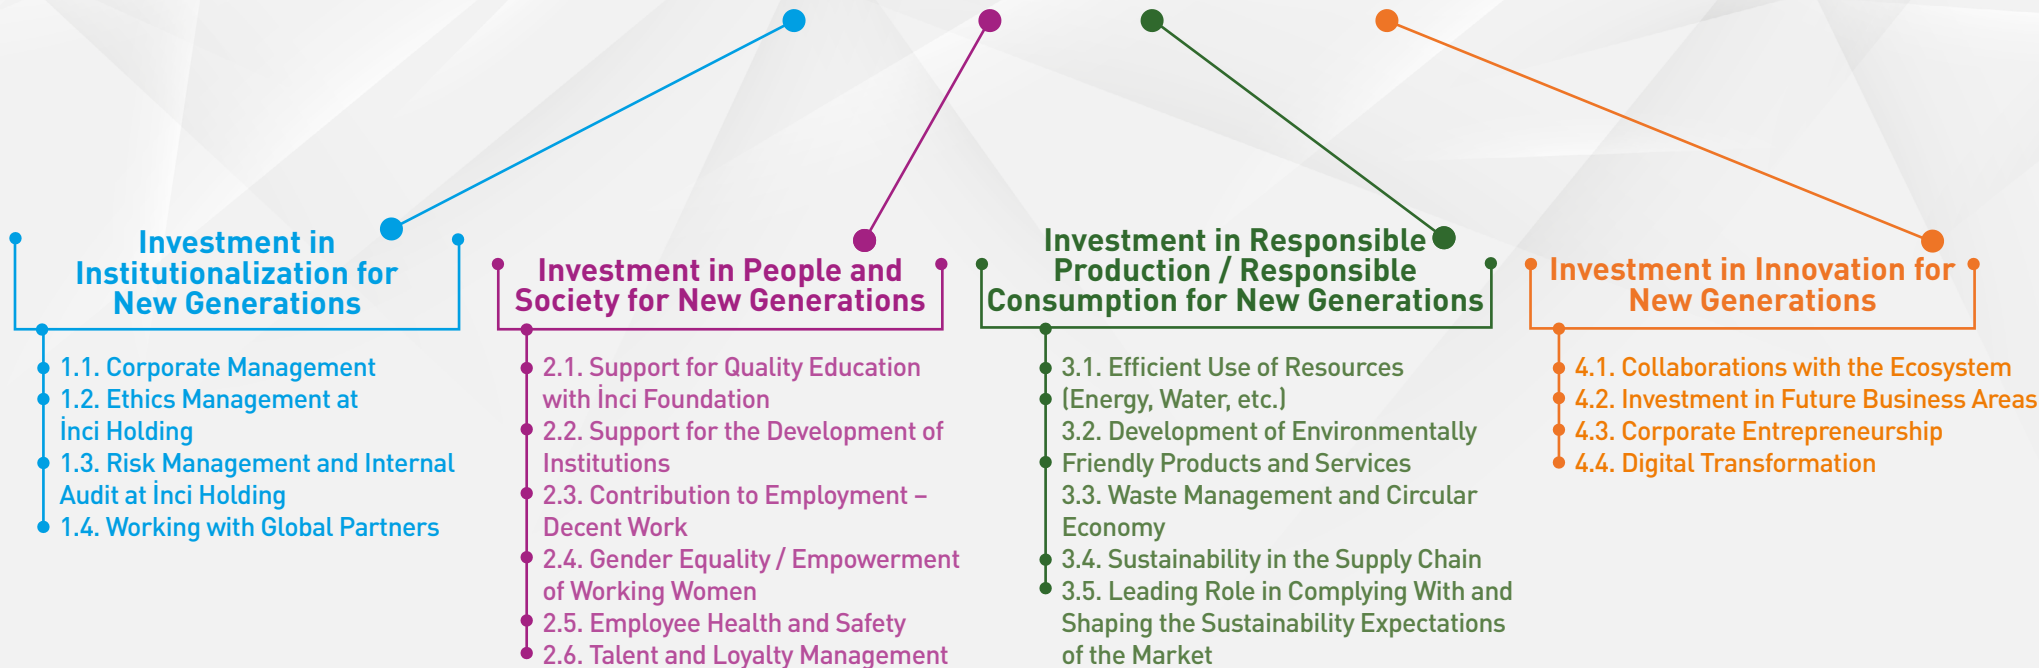 Investment in
Institutionalization for
New Generations
1.1. Corporate Management
1.2. Ethics Management at
İnci Holding
1.3. Risk Management and Internal
Audit at İnci Holding
1.4. Working with Global Partners
Investment in People and
Society for New Generations
2.1. Support for Quality Education
with İnci Foundation
2.2. Support for the Development of
Institutions
2.3. Contribution to Employment –
Decent Work
2.4. Gender Equality / Empowerment
of Working Women
2.5. Employee Health and Safety
2.6. Talent and Loyalty Management
Investment in Responsible
Production / Responsible
Consumption for New Generations
3.1. Efficient Use of Resources
(Energy, Water, etc.)
3.2. Development of Environmentally
Friendly Products and Services
3.3. Waste Management and Circular
Economy
3.4. Sustainability in the Supply Chain
3.5. Leading Role in Complying With and
Shaping the Sustainability Expectations
of the Market
Investment in Innovation for
New Generations
4.1. Collaborations with the Ecosystem
4.2. Investment in Future Business Areas
4.3. Corporate Entrepreneurship
4.4. Digital Transformation